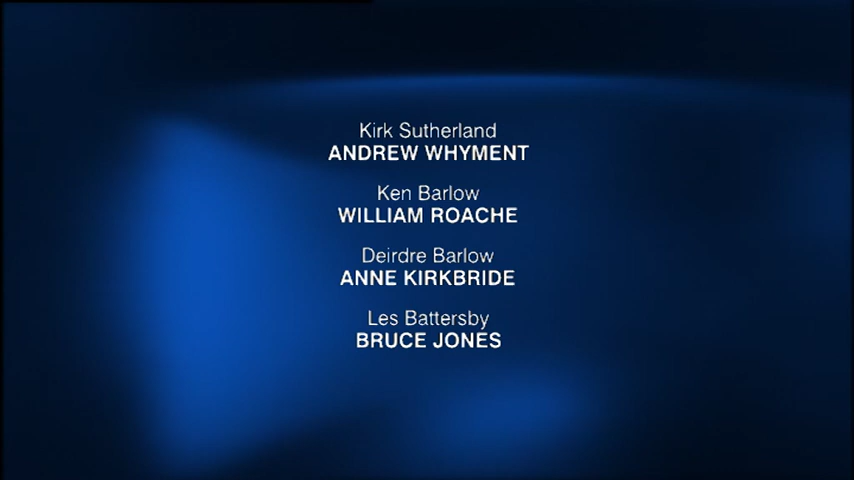 Kirk Sutherland
ANDREW WHYMENT
Ken Barlow
WILLIAM ROACHE
Deirdre Barlow
ANNE KIRKBRIDE
Les Battersby
BRUCE JONES